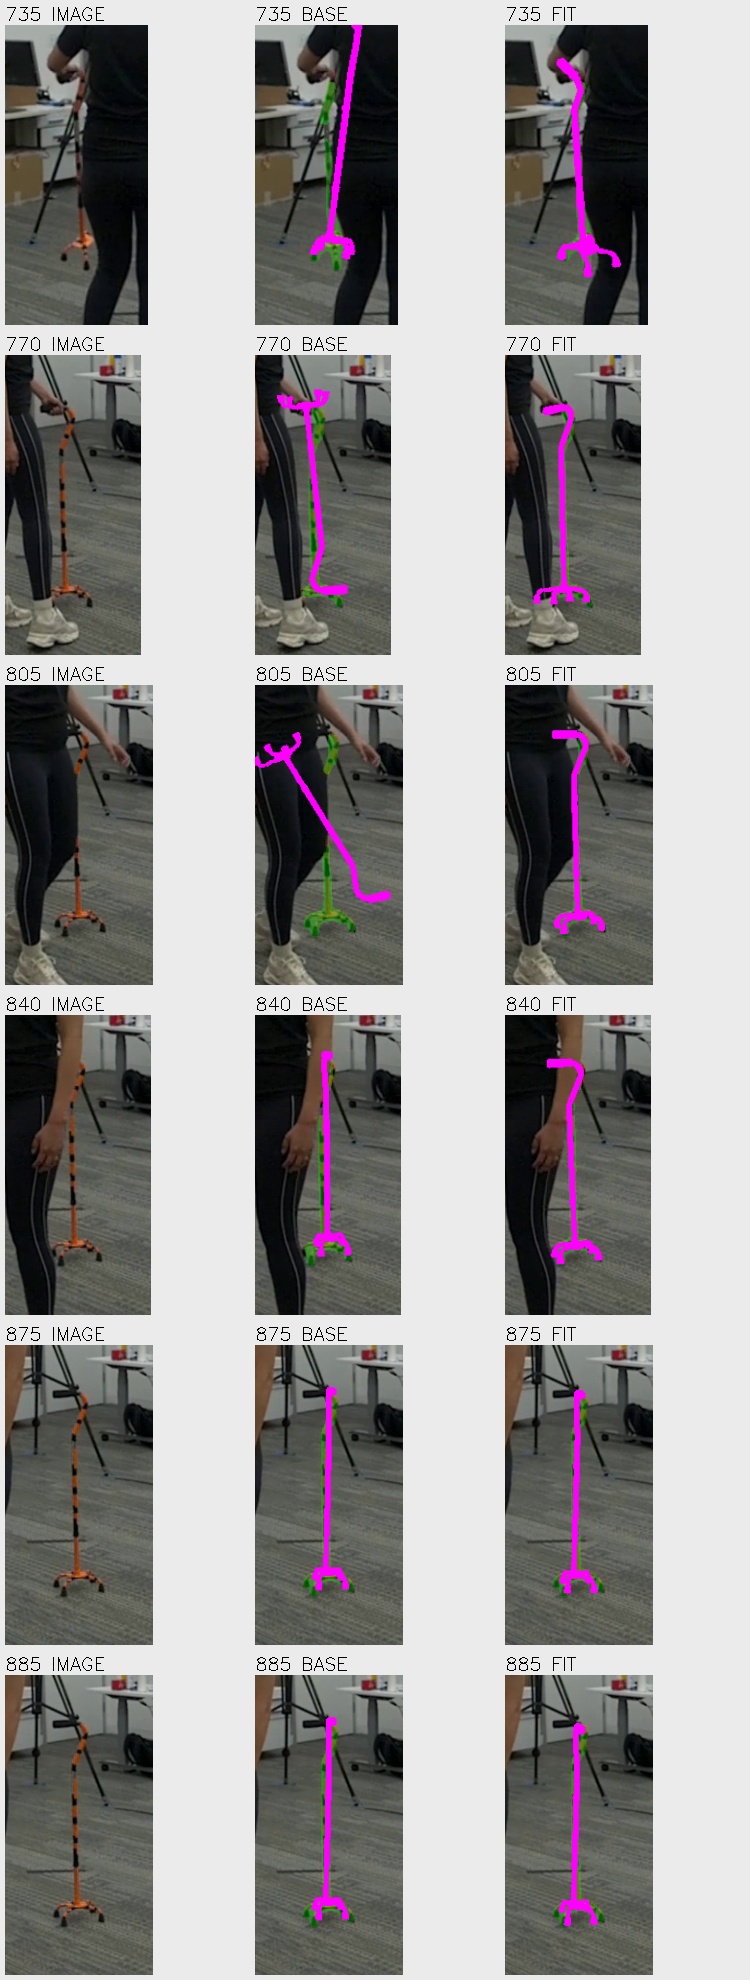 735 IMAGE 735 BASE 735 FIT
770 IMAGE 770 BASE 770 FIT
805 IMAGE 805 BASE 805 FIT
840 IMAGE 840 BASE 840 FIT
875 IMAGE 875 BASE 875 FIT
885 IMAGE 885 BASE 885 FIT